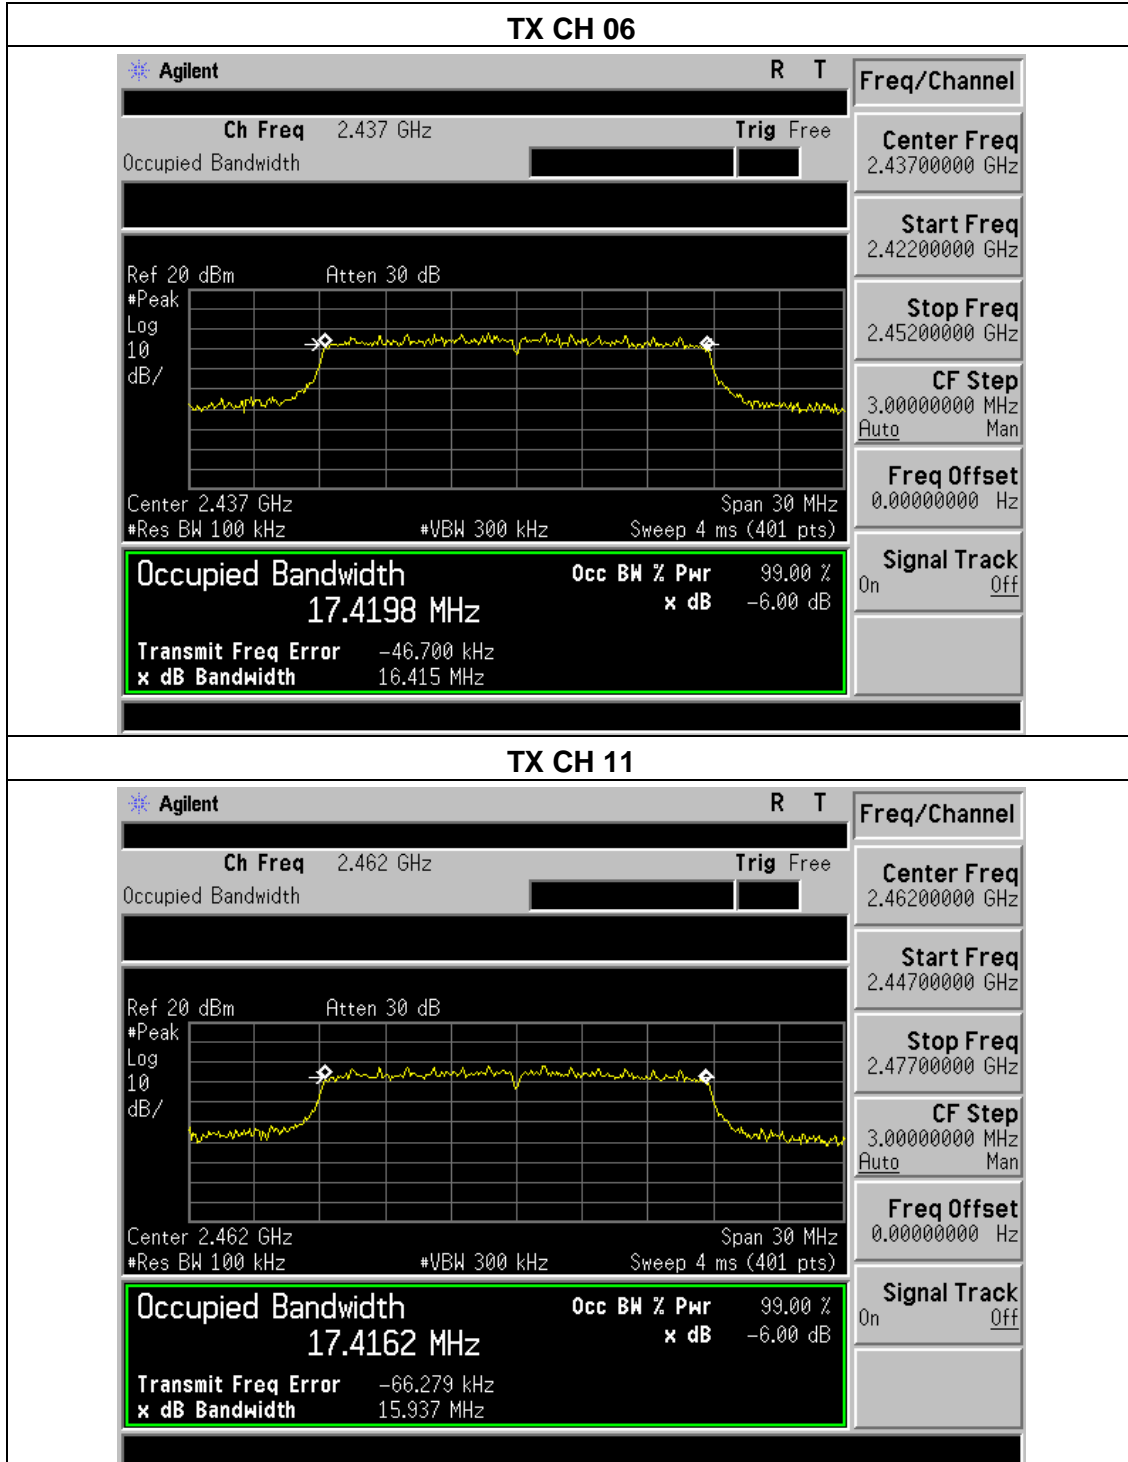 TX CH 06
Agilent R T
Freq/Channel
Ch Freq 2.437 GHz Trig Free
Occupied Bandwidth
Center Freq
2.43700000 GHz
Start Freq
2.42200000 GHz
Stop Freq
2.45200000 GHz
CF Step
3.00000000 MHz
Auto Man
Freq Offset
0.00000000 Hz
Signal Track
On Off
Ref 20 dBm Atten 30 dB
#Peak
Log
10
dB/
Center 2.437 GHz Span 30 MHz
#Res BW 100 kHz #VBW 300 kHz Sweep 4 ms (401 pts)
Occupied Bandwidth Occ BW % Pwr 99.00 %
17.4198 MHz x dB -6.00 dB
Transmit Freq Error -46.700 kHz
x dB Bandwidth 16.415 MHz
TX CH 11
Agilent R T
Freq/Channel
Ch Freq 2.462 GHz Trig Free
Occupied Bandwidth
Center Freq
2.46200000 GHz
Start Freq
2.44700000 GHz
Stop Freq
2.47700000 GHz
CF Step
3.00000000 MHz
Auto Man
Freq Offset
0.00000000 Hz
Signal Track
On Off
Ref 20 dBm Atten 30 dB
#Peak
Log
10
dB/
Center 2.462 GHz Span 30 MHz
#Res BW 100 kHz #VBW 300 kHz Sweep 4 ms (401 pts)
Occupied Bandwidth Occ BW % Pwr 99.00 %
17.4162 MHz x dB -6.00 dB
Transmit Freq Error -66.279 kHz
x dB Bandwidth 15.937 MHz